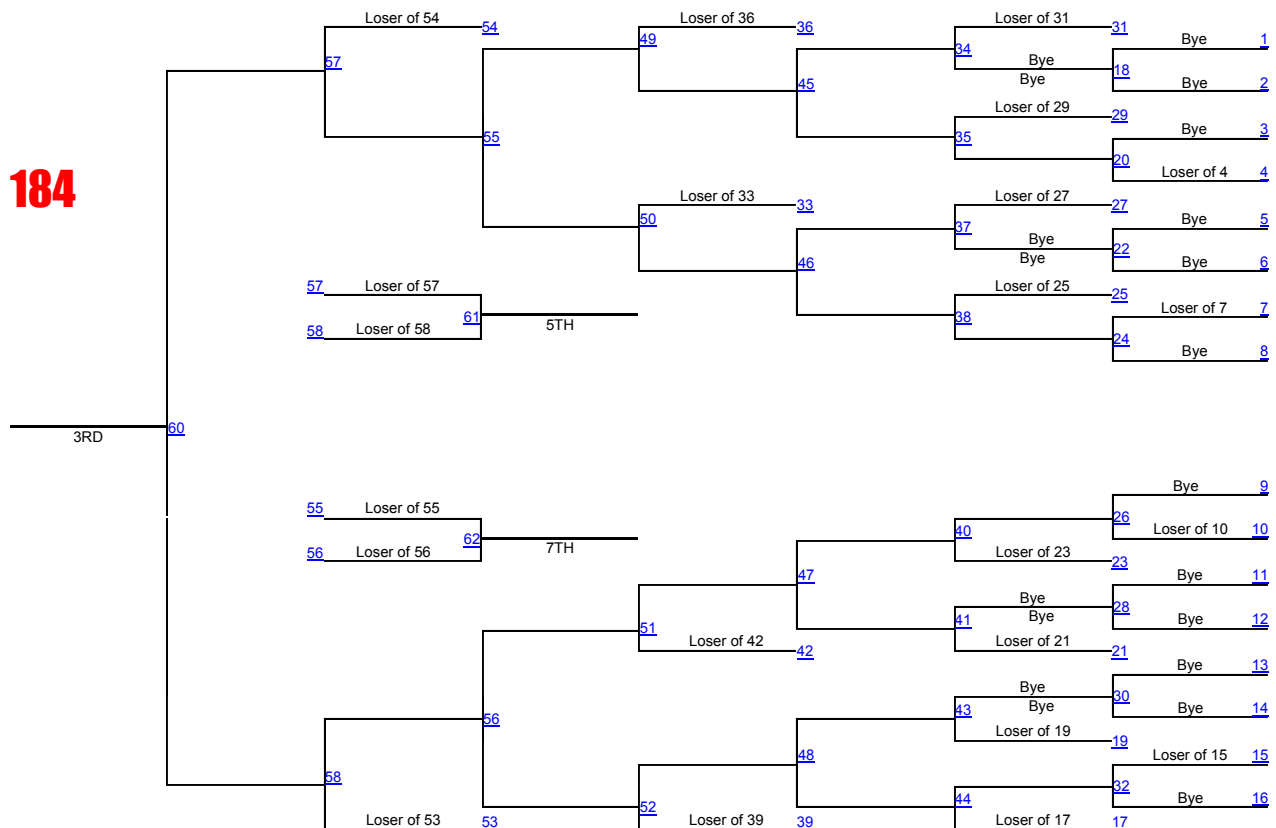 Loser of 54 54 Loser of 36 36 Loser of 31 31
49 34 Bye 1
57 Bye 18
Bye
45 Bye 2
Loser of 29 29
55 35 Bye 3
20
184 Loser of 4 4
Loser of 33 33 Loser of 27 27
50 37 Bye 5
Bye 22
Bye
46 Bye 6
57 Loser of 57 Loser of 25 25
61 5TH 38 Loser of 7 7
58 Loser of 58 24
Bye 8
60
3RD
Bye 9
55 Loser of 55 26
40 Loser of 10 10
62 7TH
56 Loser of 56 Loser of 23 23
47 Bye 11
Bye 28
51 41 Bye Bye 12
Loser of 42 42 Loser of 21 21
Bye 13
Bye 30
56 43 Bye Bye 14
Loser of 19 19
48 Loser of 15 15
58 32
52 44 Bye 16
Loser of 53 53 Loser of 39 39 Loser of 17 17